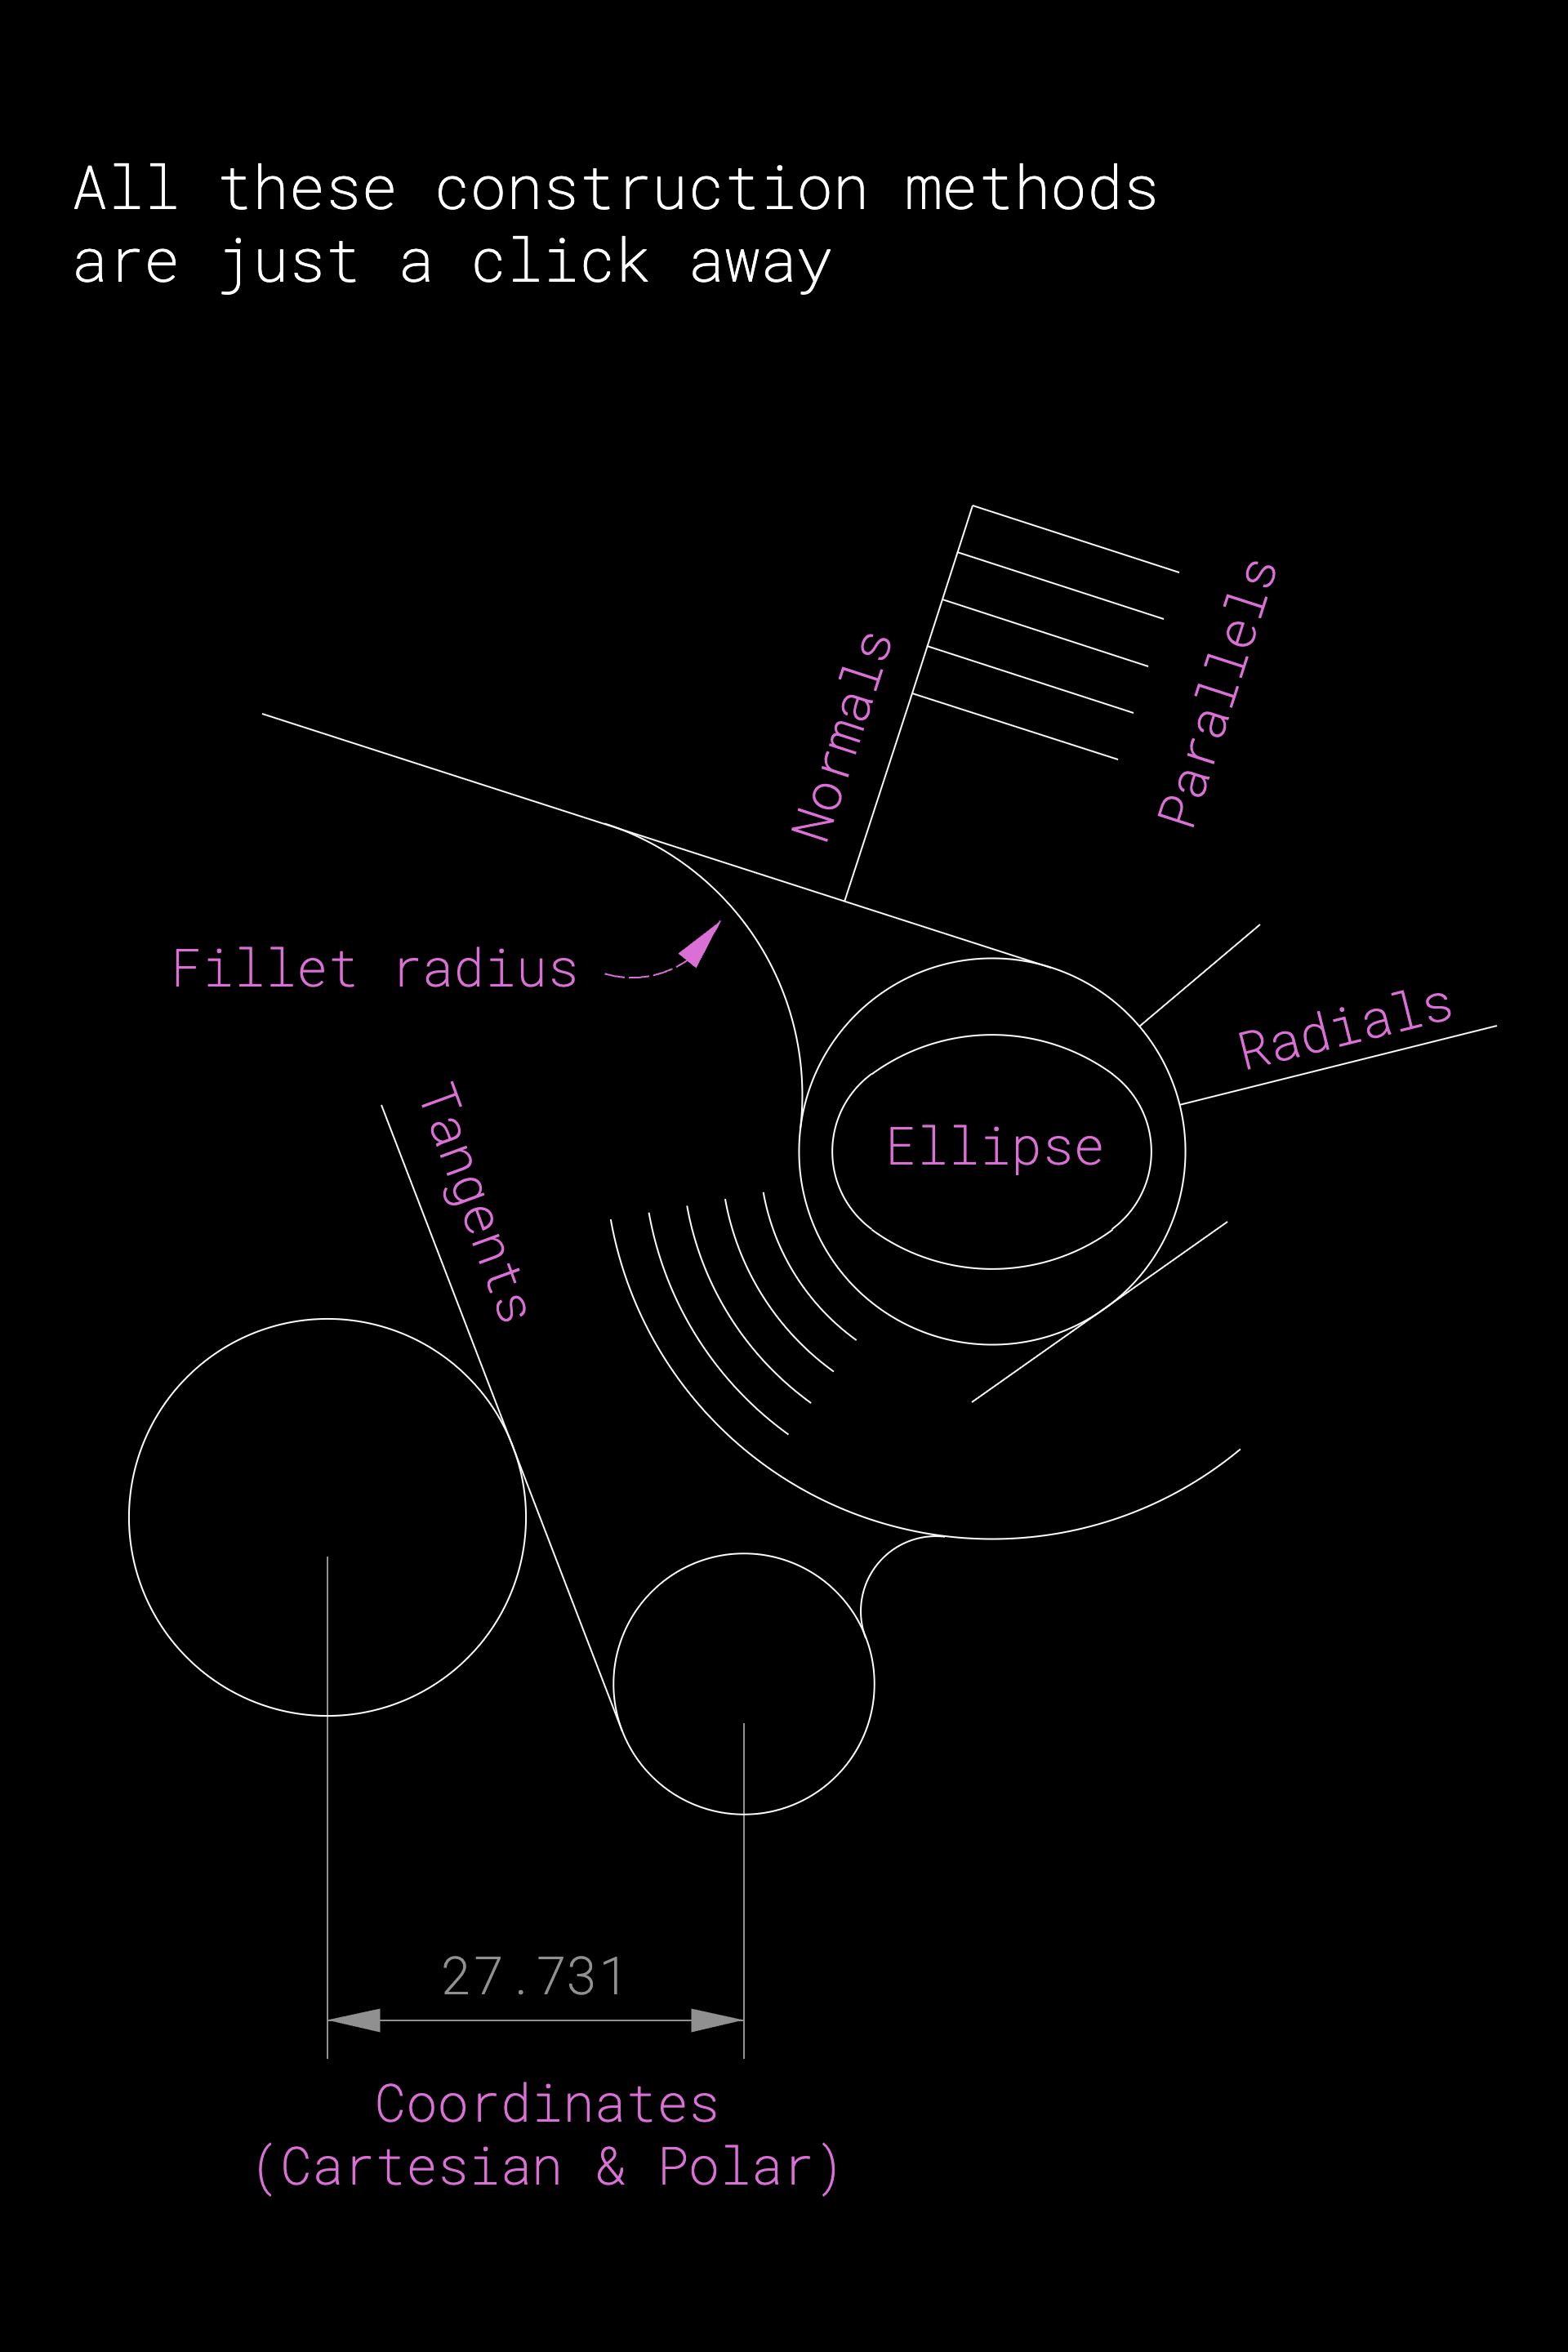 All these construction methods
are just a click away
Normals
Parallels
Fillet radius
Radials
Tangents
Ellipse
27.731
Coordinates
(Cartesian & Polar)